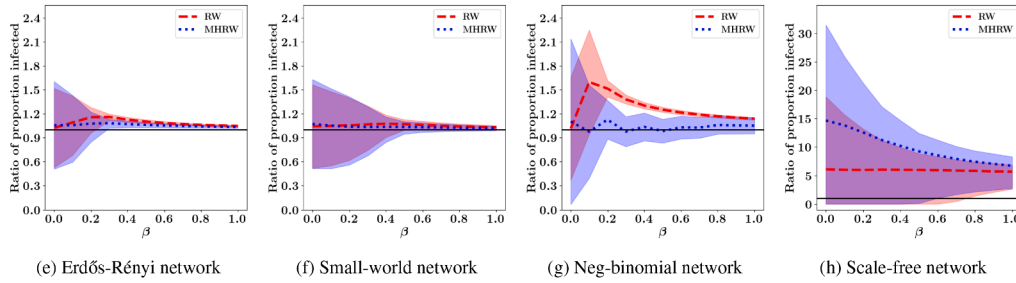 Ratio of proportion infected
2.4
2.1
1.8
1.5
1.2
0.9
0.6
0.3
0.0
RW
MHRW
0.0 0.2 0.4 0.6 0.8 1.0
β
(e) Erdős-Rényi network
Ratio of proportion infected
2.4
2.1
1.8
1.5
1.2
0.9
0.6
0.3
0.0
RW
MHRW
0.0 0.2 0.4 0.6 0.8 1.0
β
(f) Small-world network
Ratio of proportion infected
2.4
2.1
1.8
1.5
1.2
0.9
0.6
0.3
0.0
RW
MHRW
0.0 0.2 0.4 0.6 0.8 1.0
β
(g) Neg-binomial network
Ratio of proportion infected
30
25
20
15
10
5
0
RW
MHRW
0.0 0.2 0.4 0.6 0.8 1.0
β
(h) Scale-free network